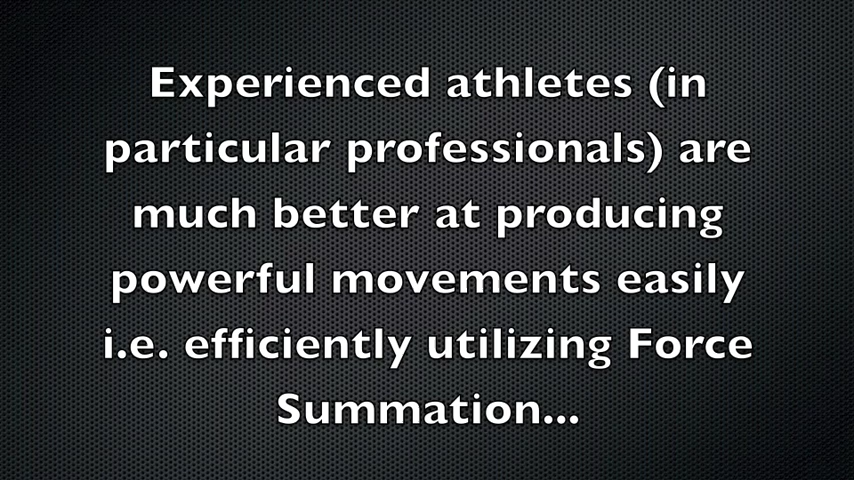 Experienced athletes (in
particular professionals) are
much better at producing
powerful movements easily
i.e. efficiently utilizing Force
Summation...